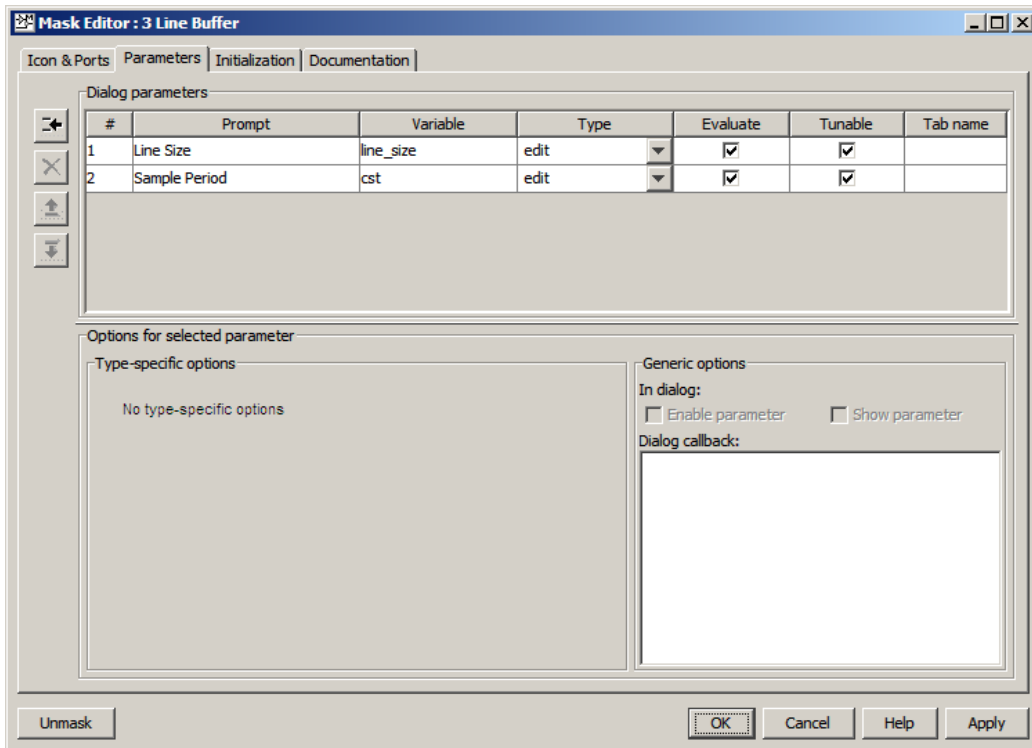 Mask Editor : 3 Line Buffer
Icon & Ports Parameters Initialization Documentation
Dialog parameters
# Prompt Variable Type Evaluate Tunable Tab name
1 Line Size line_size edit
2 Sample Period cst edit
Options for selected parameter
Type-specific options
No type-specific options
Generic options
In dialog:
Enable parameter Show parameter
Dialog callback:
Unmask OK Cancel Help Apply